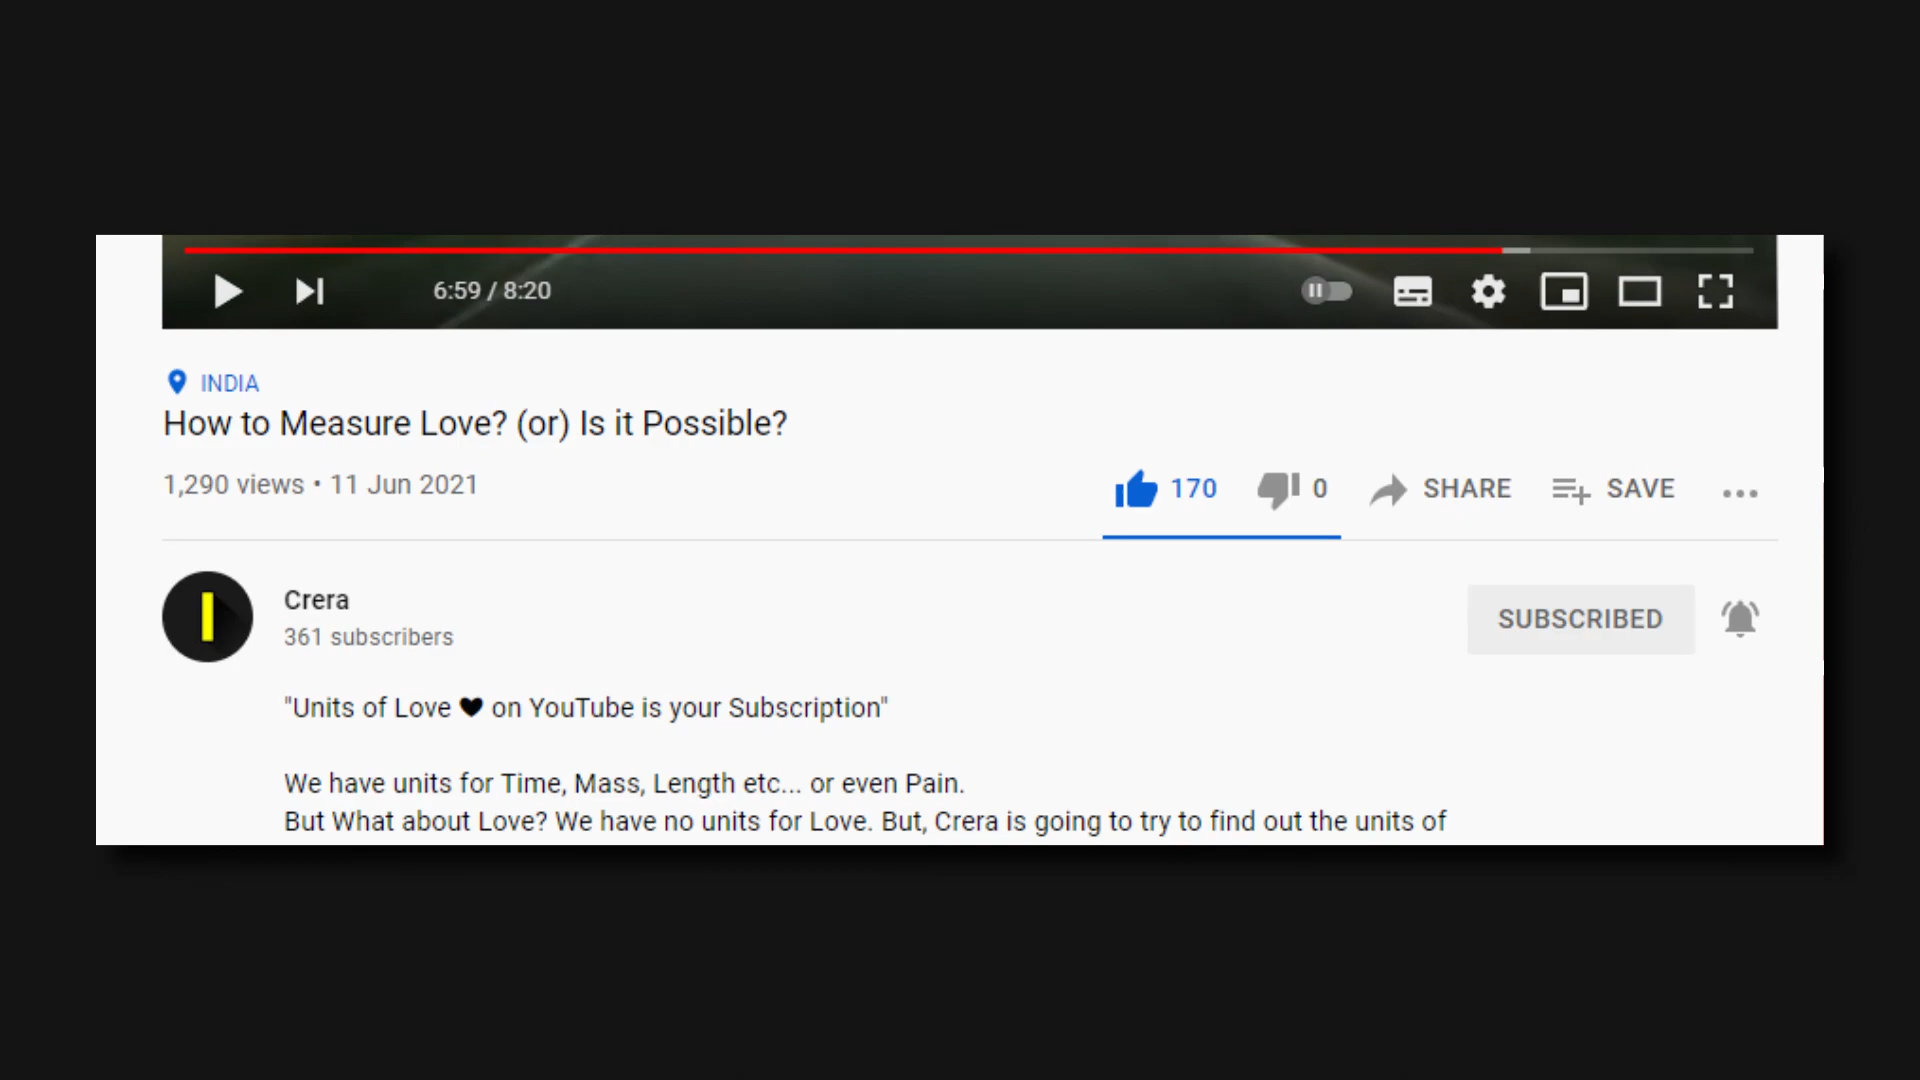 6:59 / 8:20
INDIA
How to Measure Love? (or) Is it Possible?
1,290 views • 11 Jun 2021
170
0
SHARE
SAVE
Crera
361 subscribers
SUBSCRIBED
"Units of Love ♥ on YouTube is your Subscription"
We have units for Time, Mass, Length etc... or even Pain.
But What about Love? We have no units for Love. But, Crera is going to try to find out the units of